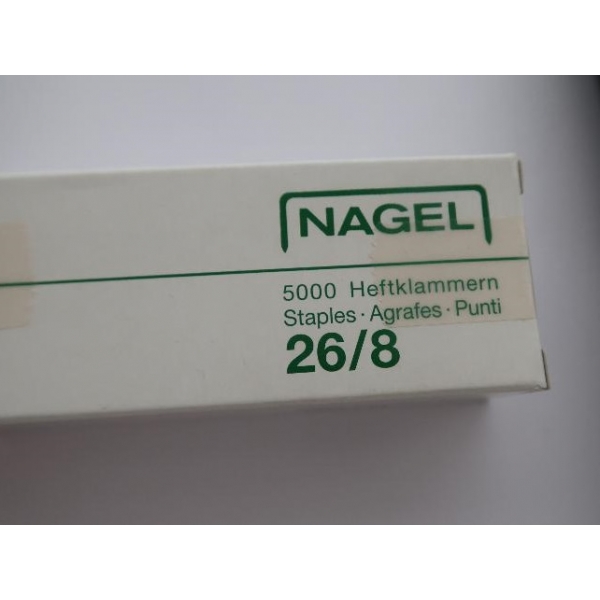 NAGEL
5000 Heftklammern
Staples · Agrafes · Punti
26/8